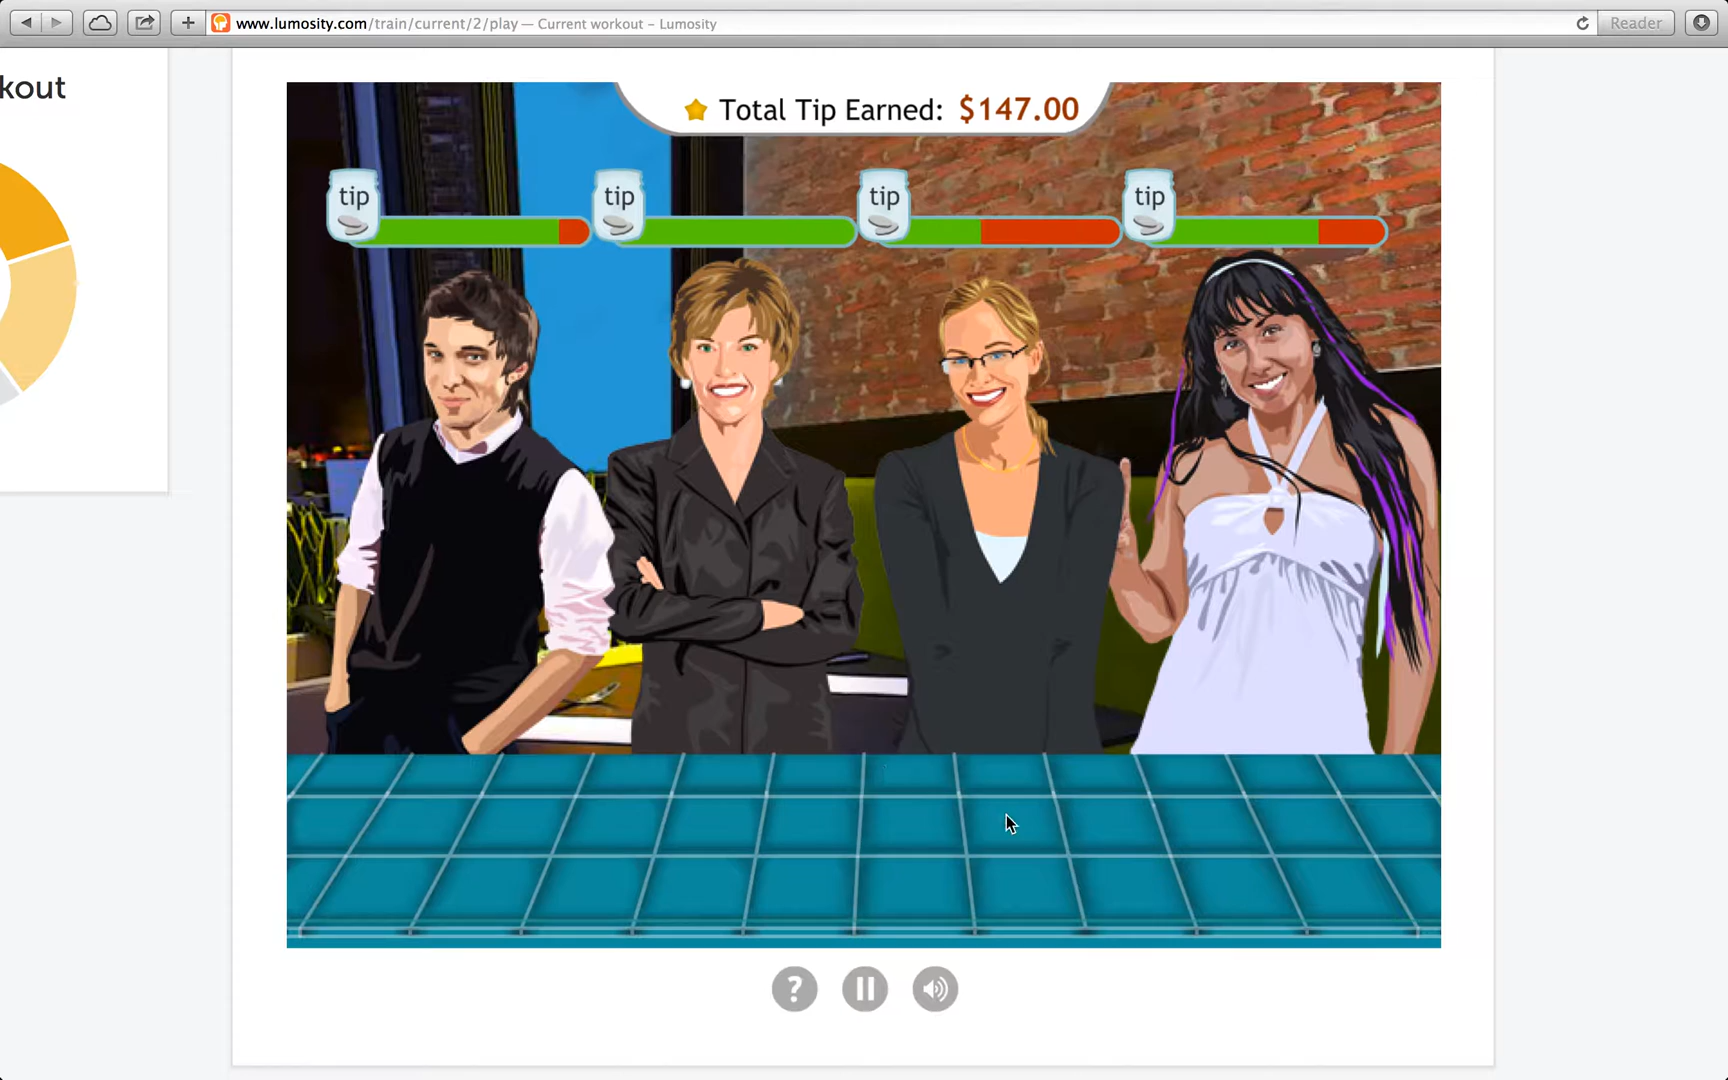 www.lumosity.com/train/current/2/play — Current workout – Lumosity
Reader
kout
Total Tip Earned: $147.00
tip
tip
tip
tip
?